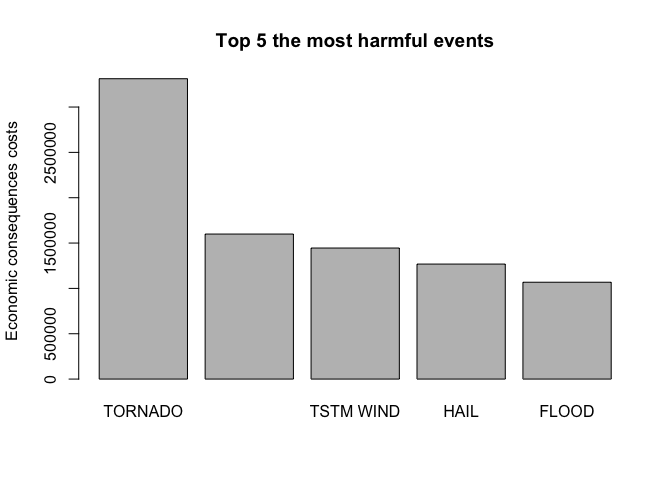 Top 5 the most harmful events
Economic consequences costs
2500000
1500000
500000
0
TORNADO TSTM WIND HAIL FLOOD